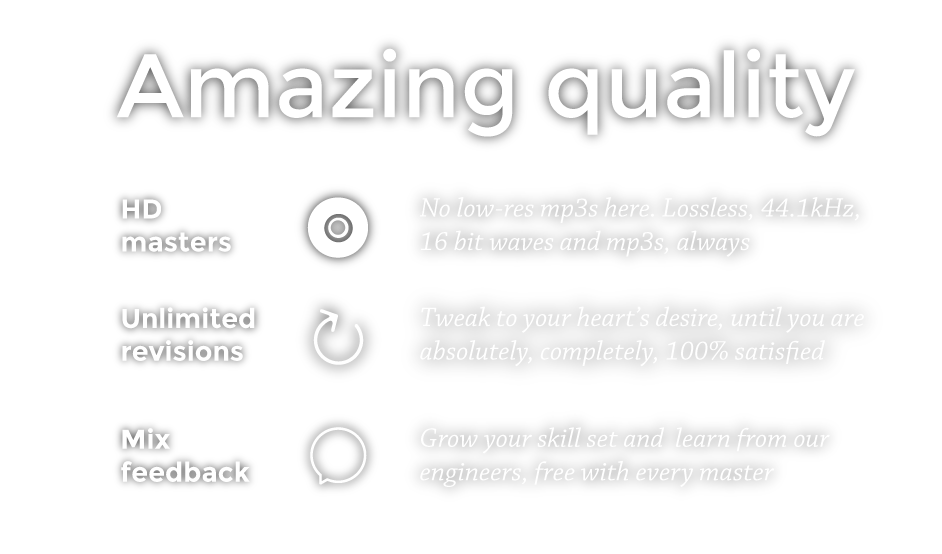 Amazing quality
HD
masters
No low-res mp3s here. Lossless, 44.1kHz,
16 bit waves and mp3s, always
Unlimited
revisions
Tweak to your heart's desire, until you are
absolutely, completely, 100% satisfied
Mix
feedback
Grow your skill set and learn from our
engineers, free with every master